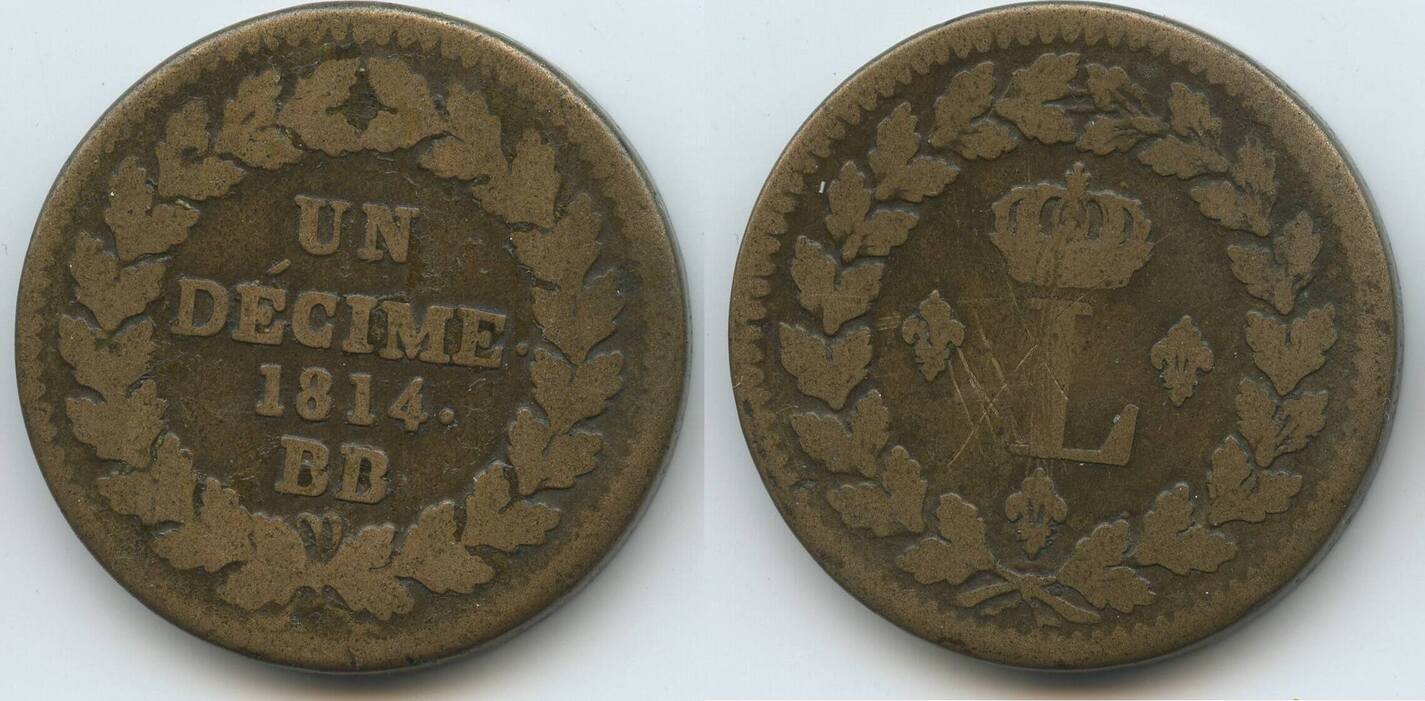 UN
DÉCIME.
1814.
BB
L